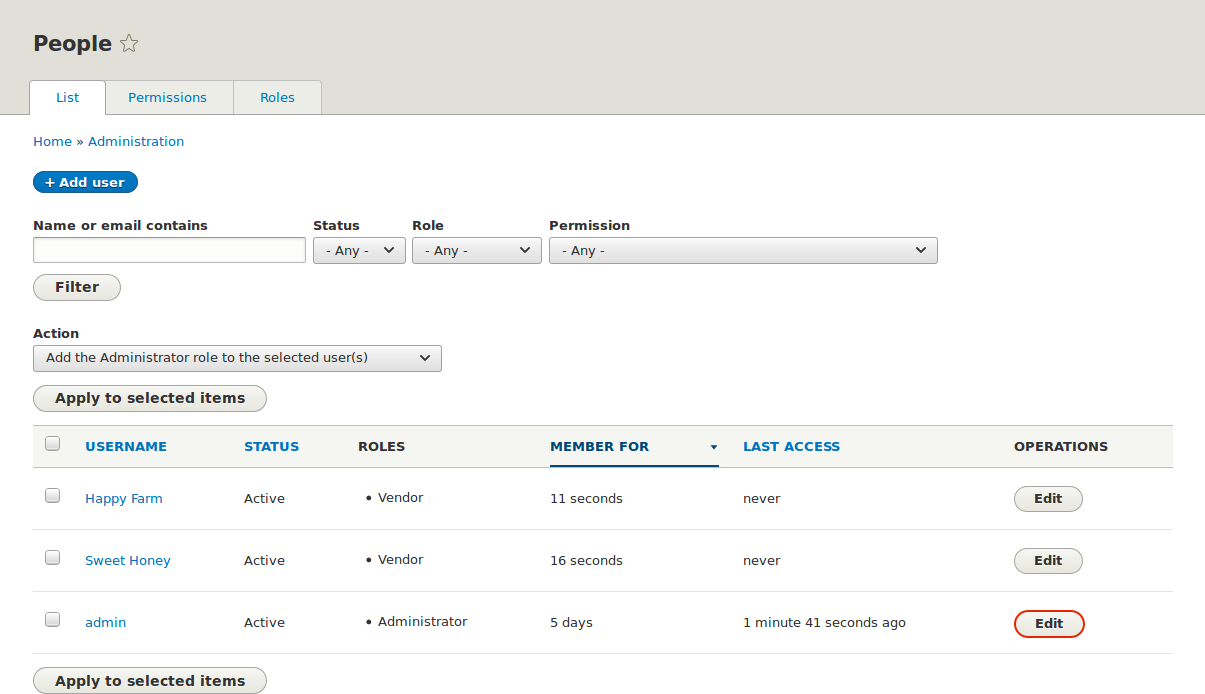 People
List Permissions Roles
Home » Administration
+ Add user
Name or email contains Status Role Permission
- Any - - Any - - Any -
Filter
Action
Add the Administrator role to the selected user(s)
Apply to selected items
USERNAME STATUS ROLES MEMBER FOR LAST ACCESS OPERATIONS
Happy Farm Active • Vendor 11 seconds never Edit
Sweet Honey Active • Vendor 16 seconds never Edit
admin Active • Administrator 5 days 1 minute 41 seconds ago Edit
Apply to selected items